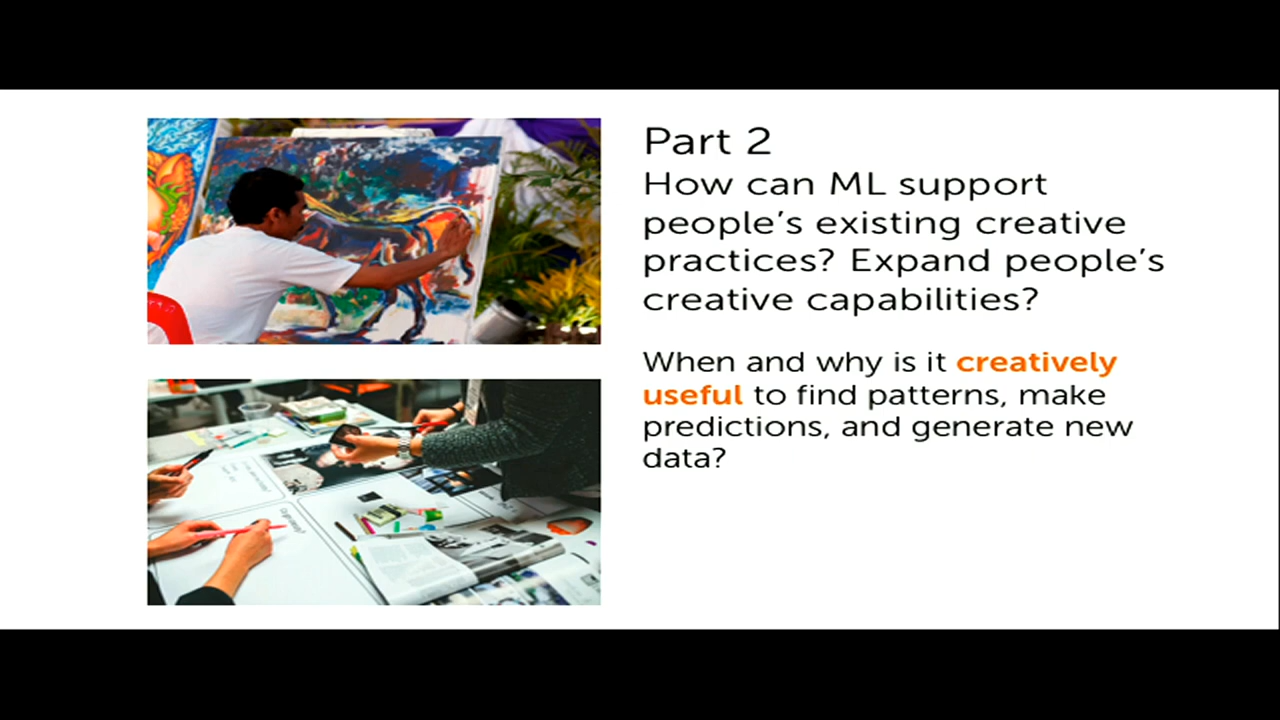 Part 2
How can ML support
people's existing creative
practices? Expand people's
creative capabilities?
When and why is it creatively
useful to find patterns, make
predictions, and generate new
data?